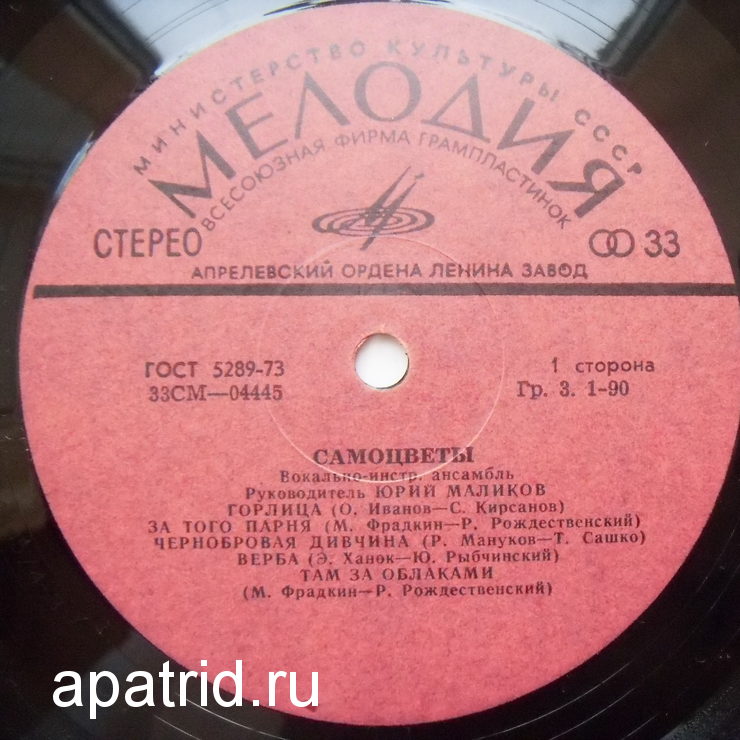 МИНИСТЕРСТВО КУЛЬТУРЫ СССР
МЕЛОДИЯ
ВСЕСОЮЗНАЯ ФИРМА ГРАМПЛАСТИНОК
СТЕРЕО 33
АПРЕЛЕВСКИЙ ОРДЕНА ЛЕНИНА ЗАВОД
ГОСТ 5289-73 1 сторона
33СМ—04445 Гр. 3. 1-90
САМОЦВЕТЫ
Вокально-инстр. ансамбль
Руководитель ЮРИЙ МАЛИКОВ
ГОРЛИЦА (О. Иванов—С. Кирсанов)
ЗА ТОГО ПАРНЯ (М. Фрадкин—Р. Рождественский)
ЧЕРНОБРОВАЯ ДИВЧИНА (Р. Мануков—Т. Сашко)
ВЕРБА (Э. Ханок—Ю. Рыбчинский)
ТАМ ЗА ОБЛАКАМИ
(М. Фрадкин—Р. Рождественский)
apatrid.ru